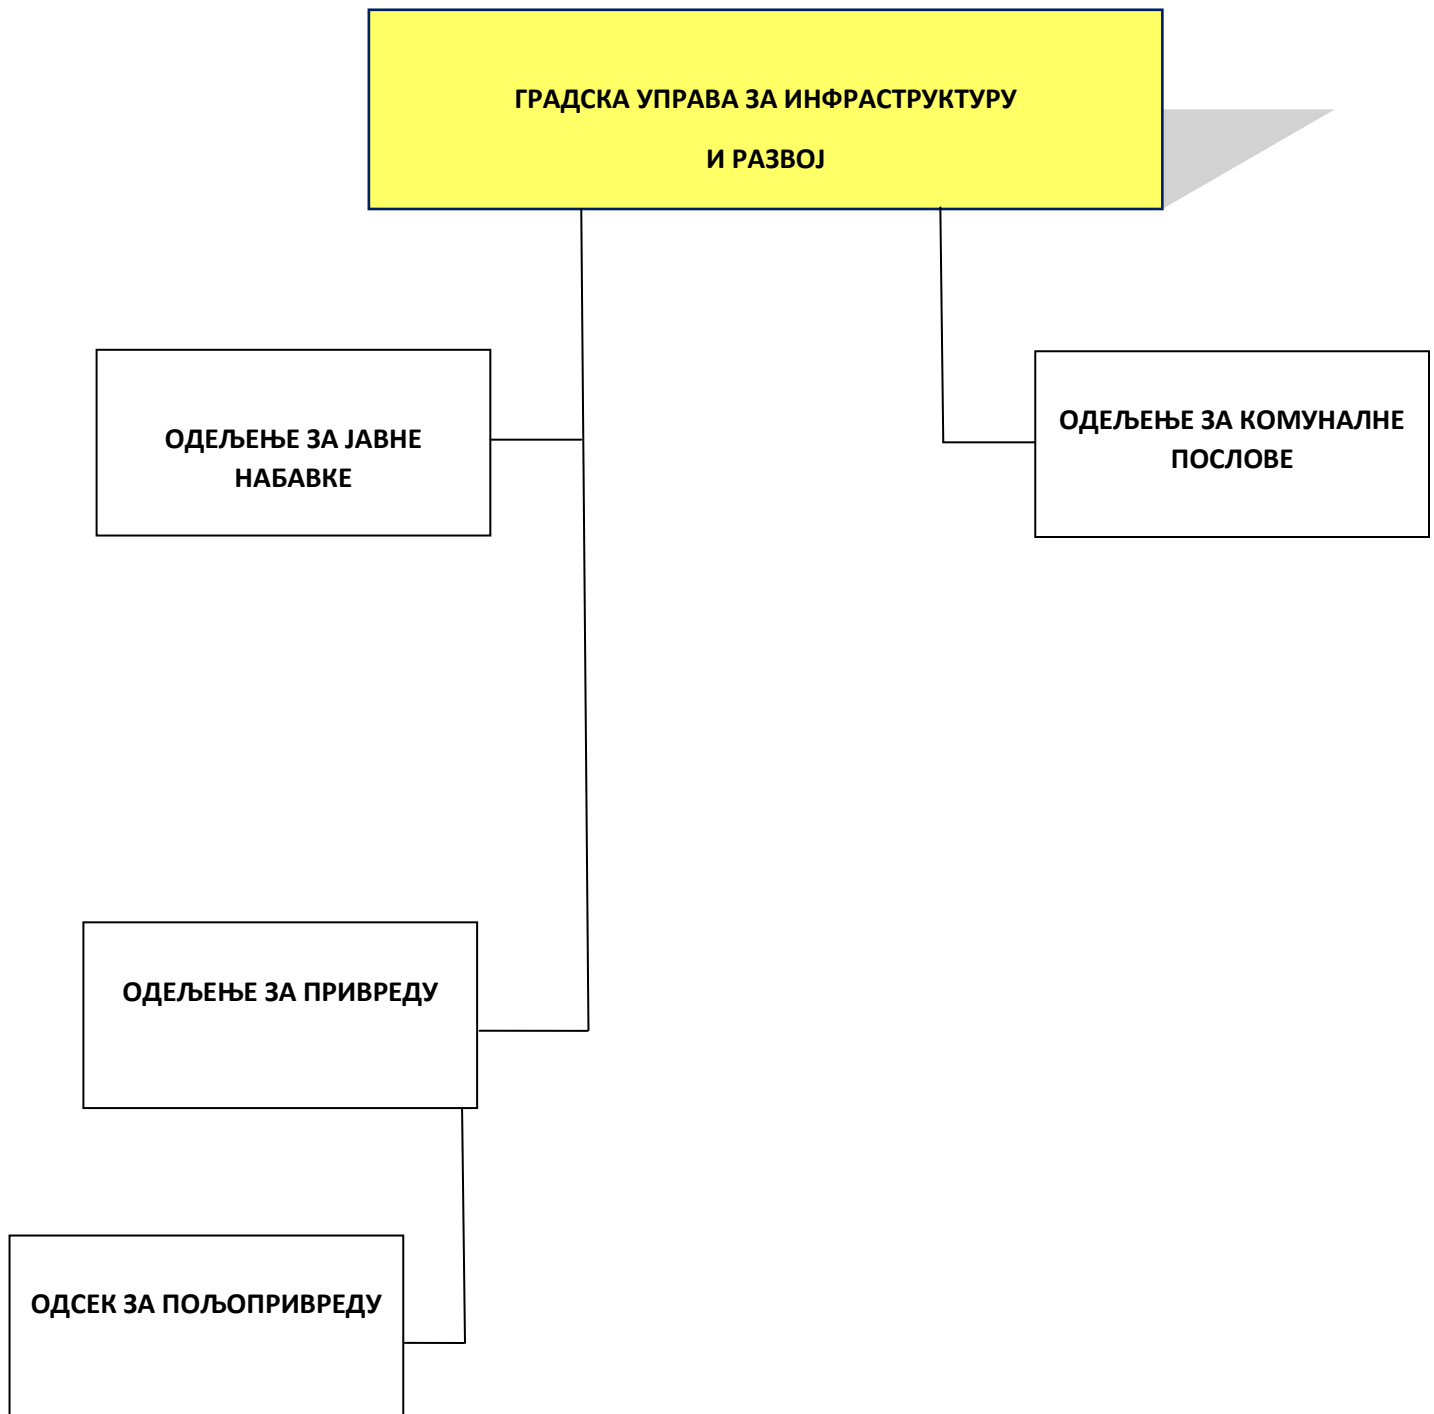 ГРАДСКА УПРАВА ЗА ИНФРАСТРУКТУРУ
И РАЗВОЈ
ОДЕЉЕЊЕ ЗА ЈАВНЕ
НАБАВКЕ
ОДЕЉЕЊЕ ЗА КОМУНАЛНЕ
ПОСЛОВЕ
ОДЕЉЕЊЕ ЗА ПРИВРЕДУ
ОДСЕК ЗА ПОЉОПРИВРЕДУ